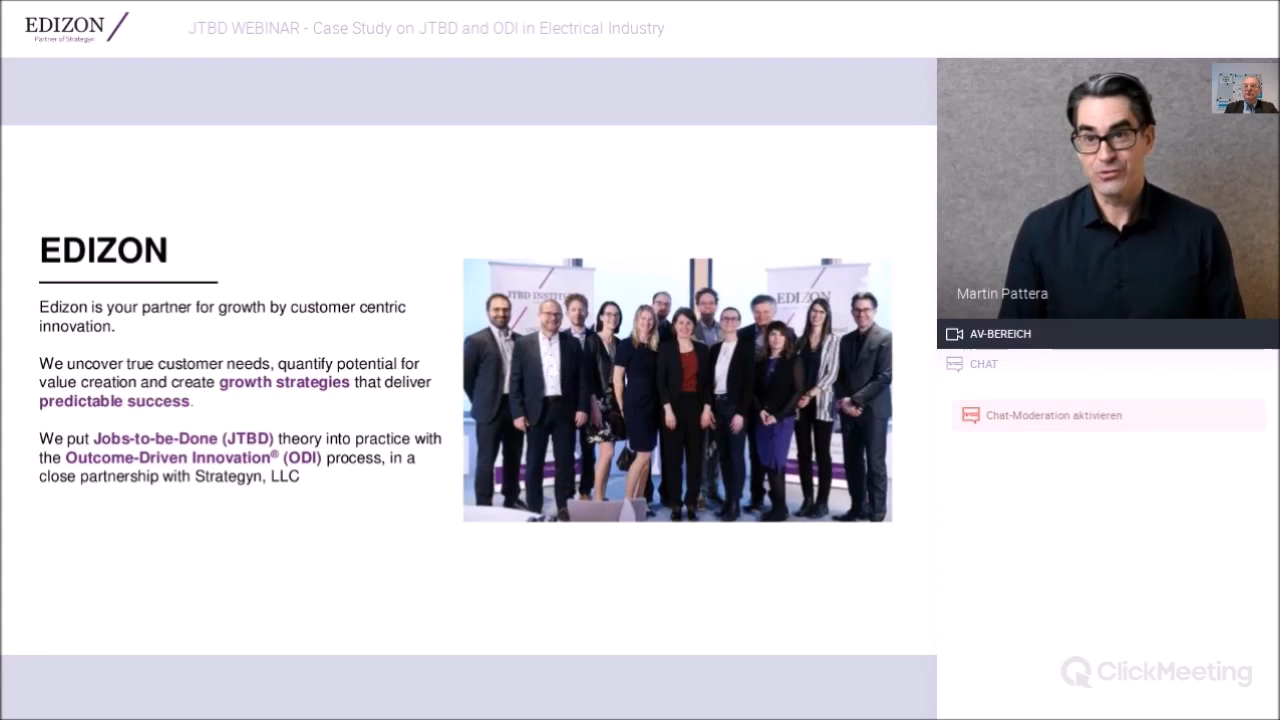 EDIZON
Partner of Strategyn
JTBD WEBINAR - Case Study on JTBD and ODI in Electrical Industry
EDIZON
Edizon is your partner for growth by customer centric
innovation.
We uncover true customer needs, quantify potential for
value creation and create growth strategies that deliver
predictable success.
We put Jobs-to-be-Done (JTBD) theory into practice with
the Outcome-Driven Innovation® (ODI) process, in a
close partnership with Strategyn, LLC
JTBD INSTITU
EDIZON
Martin Pattera
AV-BEREICH
CHAT
Chat-Moderation aktivieren
ClickMeeting